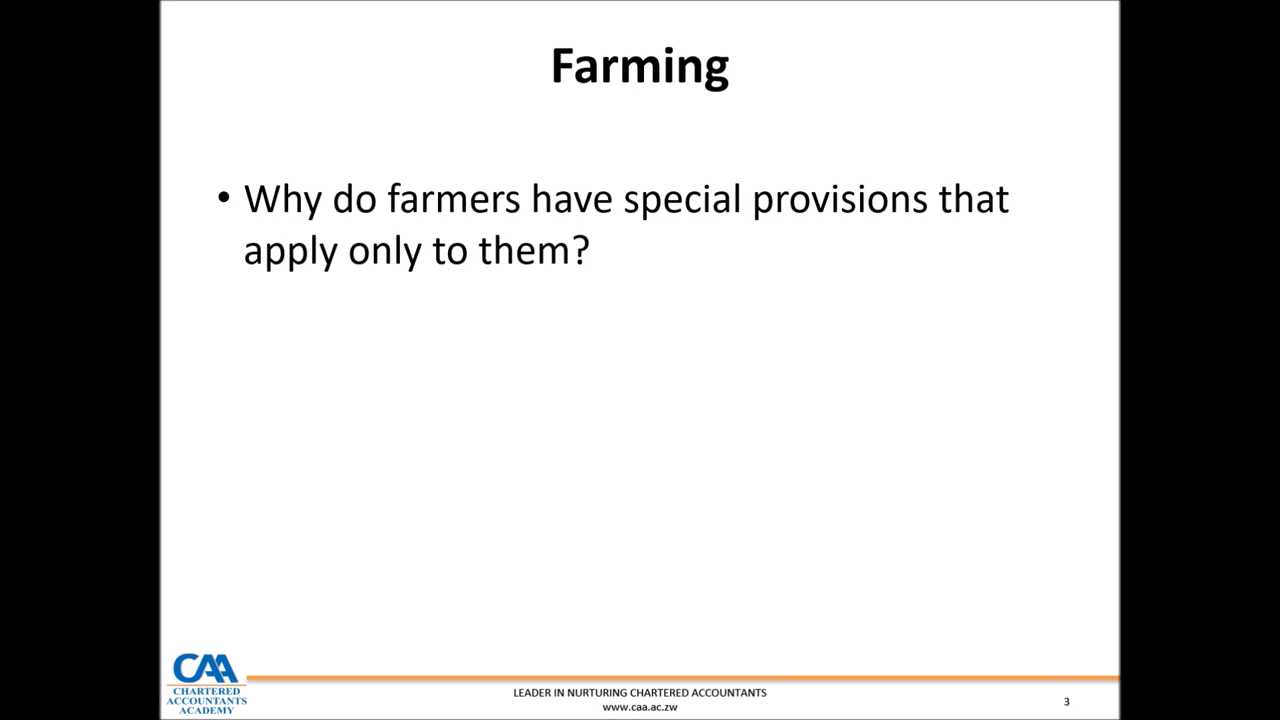 Farming
• Why do farmers have special provisions that
apply only to them?
CAA
CHARTERED
ACCOUNTANTS
ACADEMY
LEADER IN NURTURING CHARTERED ACCOUNTANTS
www.caa.ac.zw
3